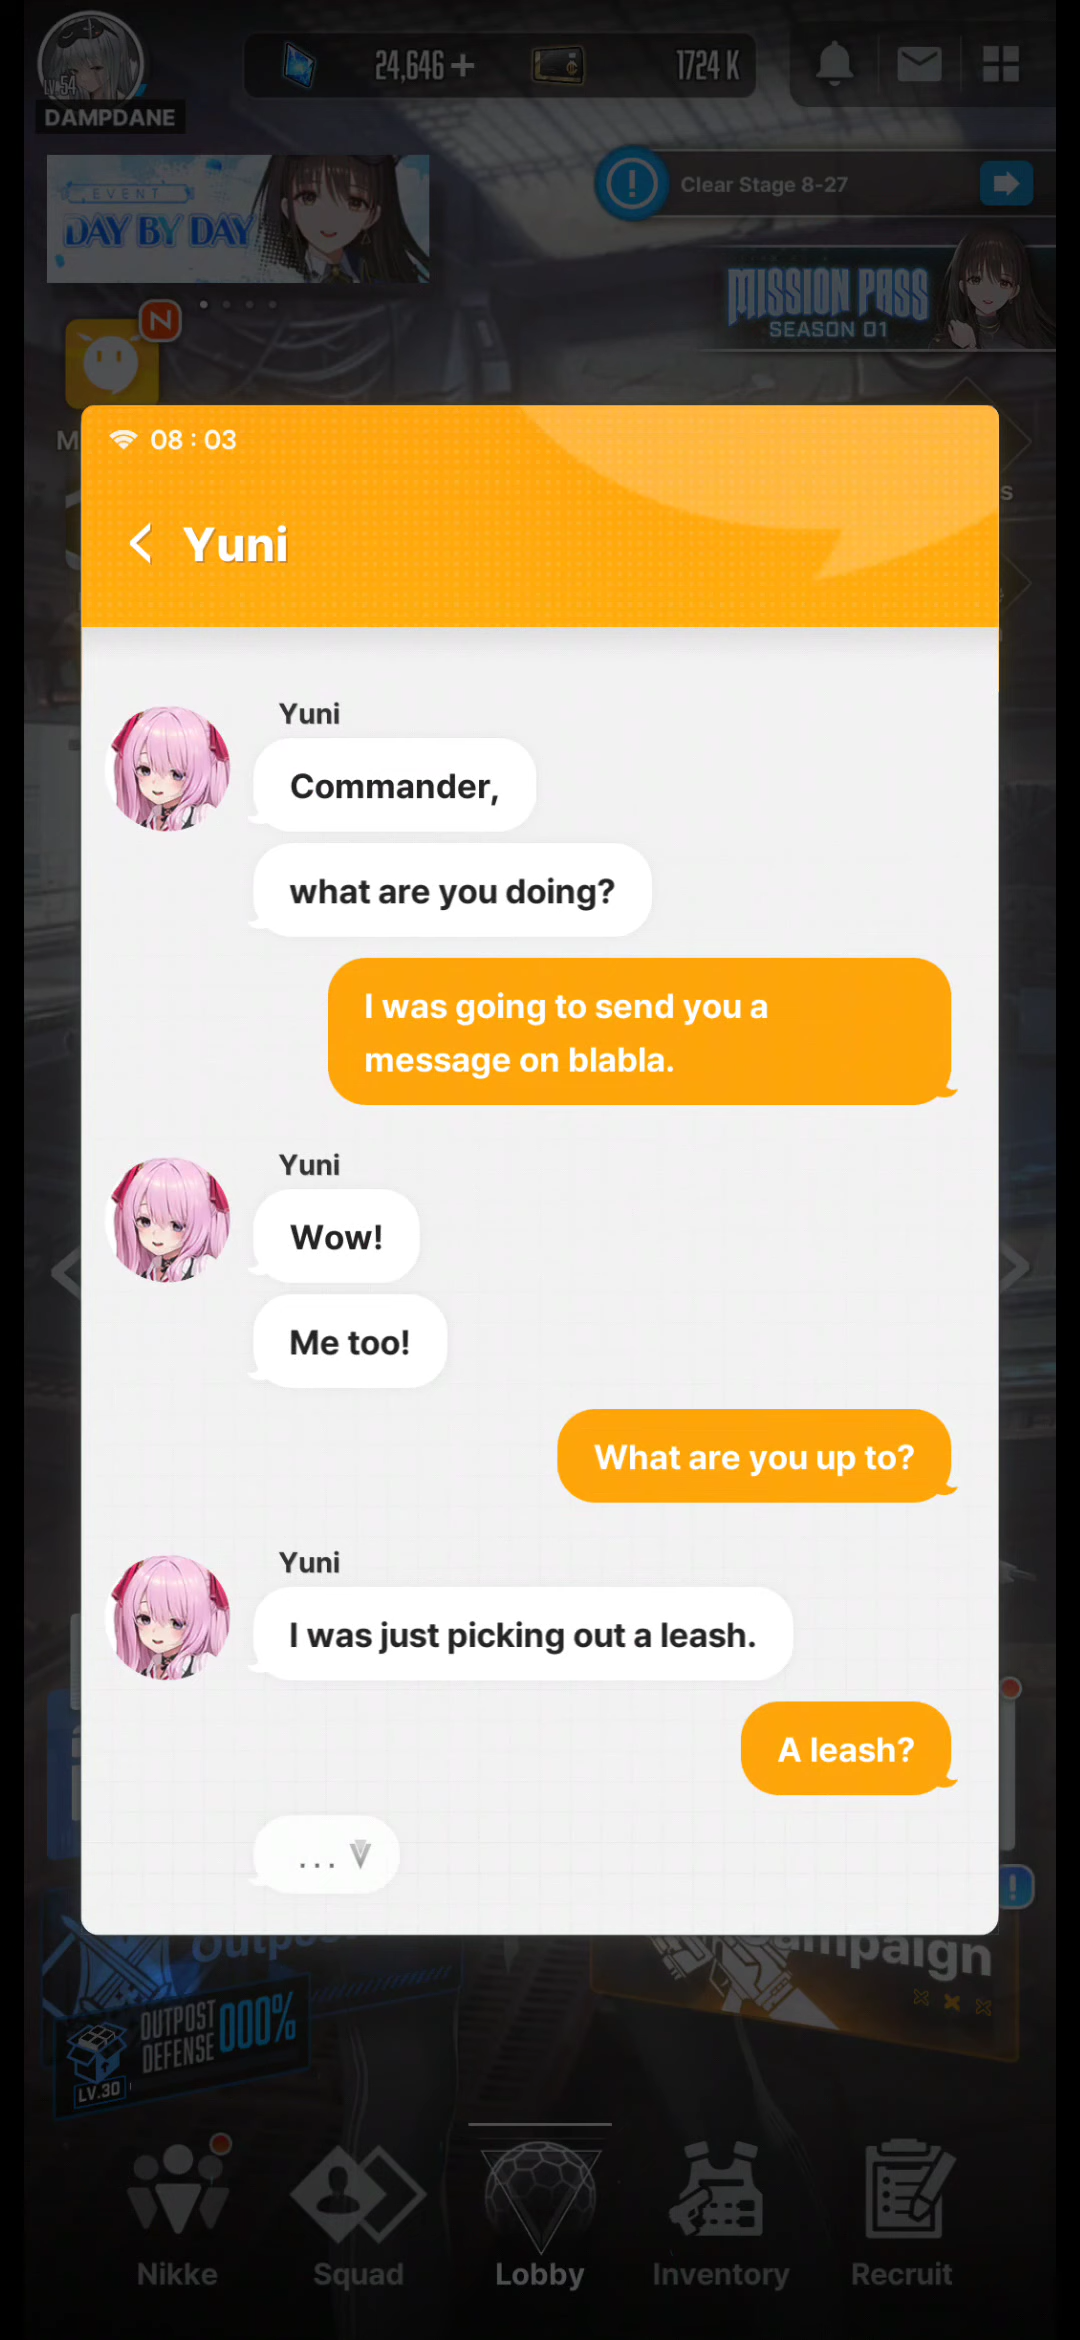 LV.54
DAMPDANE
24,646 +
1724 K
EVENT
DAY BY DAY
Clear Stage 8-27
MISSION PASS
SEASON 01
N
M
08 : 03
s
Yuni
Yuni
Commander,
what are you doing?
I was going to send you a
message on blabla.
Yuni
Wow!
Me too!
What are you up to?
Yuni
I was just picking out a leash.
A leash?
...
Outpost
Campaign
OUTPOST
DEFENSE
000%
LV.30
Nikke
Squad
Lobby
Inventory
Recruit